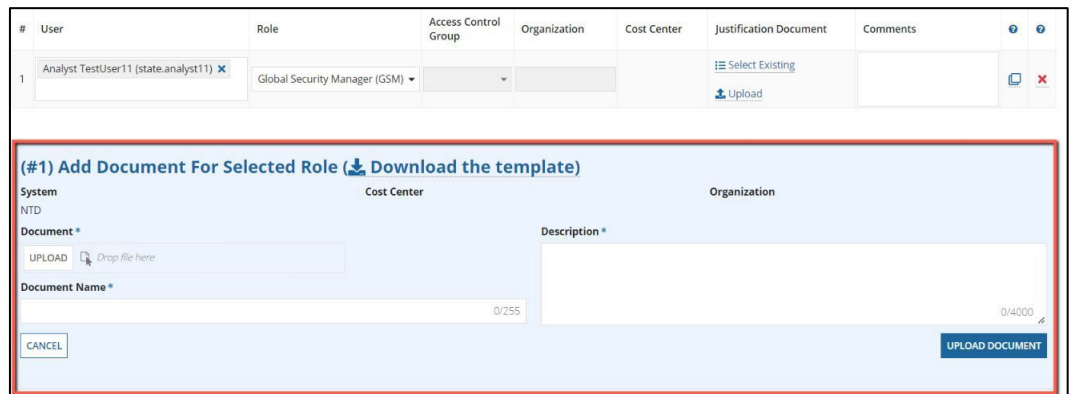 # User Role Access Control Group Organization Cost Center Justification Document Comments
1 Analyst TestUser11 (state.analyst11) Global Security Manager (GSM) Select Existing
Upload
(#1) Add Document For Selected Role (Download the template)
System Cost Center Organization
NTD
Document * Description *
UPLOAD Drop file here
Document Name *
0/255 0/4000
CANCEL UPLOAD DOCUMENT